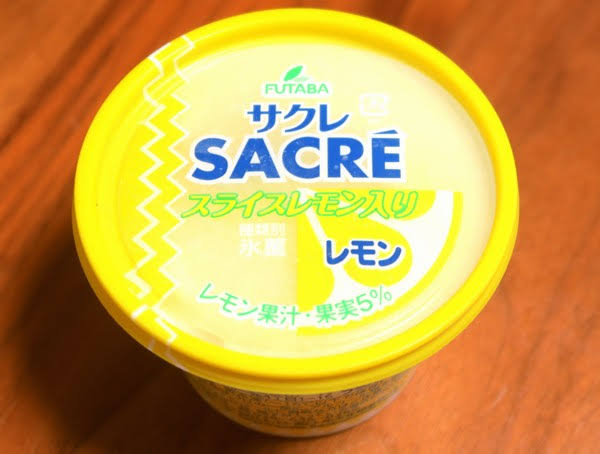 FUTABA
サクレ
SACRÉ
スライスレモン入り
種類別
氷菓
レモン
レモン果汁・果実5%